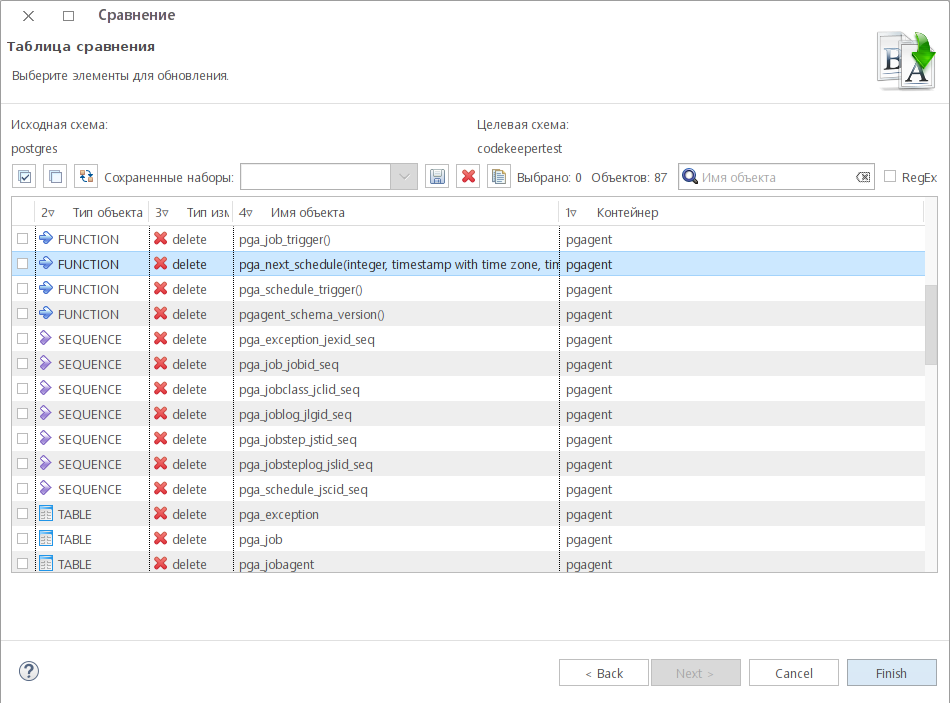 Сравнение
Таблица сравнения
Выберите элементы для обновления.
B
A
Исходная схема: Целевая схема:
postgres codekeepertest
Сохраненные наборы: Выбрано: 0 Объектов: 87 Имя объекта RegEx
2 Тип объекта 3 Тип изм 4 Имя объекта 1 Контейнер
FUNCTION delete pga_job_trigger() pgagent
FUNCTION delete pga_next_schedule(integer, timestamp with time zone, tim pgagent
FUNCTION delete pga_schedule_trigger() pgagent
FUNCTION delete pgagent_schema_version() pgagent
SEQUENCE delete pga_exception_jexid_seq pgagent
SEQUENCE delete pga_job_jobid_seq pgagent
SEQUENCE delete pga_jobclass_jclid_seq pgagent
SEQUENCE delete pga_joblog_jlgid_seq pgagent
SEQUENCE delete pga_jobstep_jstid_seq pgagent
SEQUENCE delete pga_jobsteplog_jslid_seq pgagent
SEQUENCE delete pga_schedule_jscid_seq pgagent
TABLE delete pga_exception pgagent
TABLE delete pga_job pgagent
TABLE delete pga_jobagent pgagent
? < Back Next > Cancel Finish